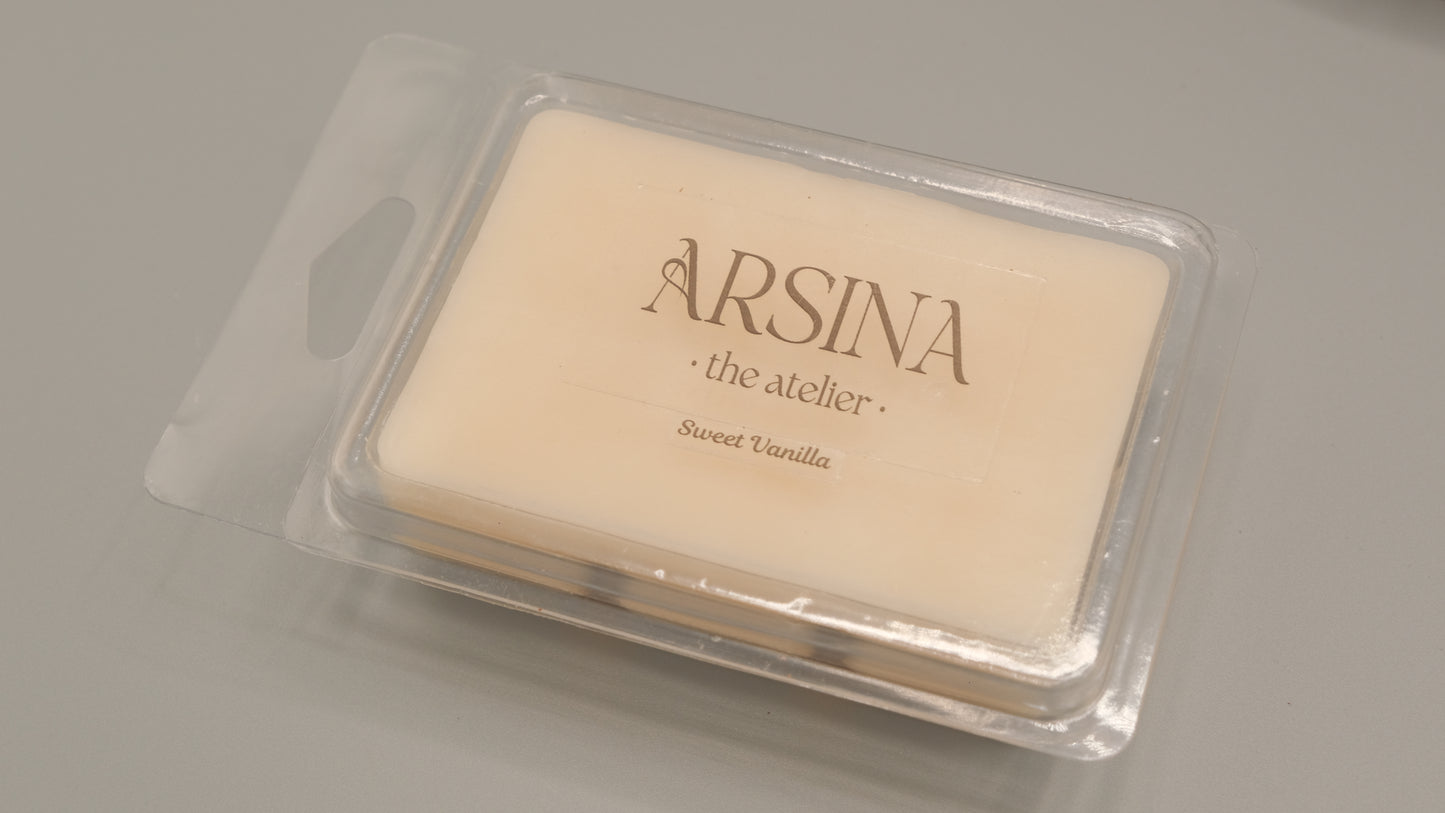 ARSINA
· the atelier ·
Sweet Vanilla